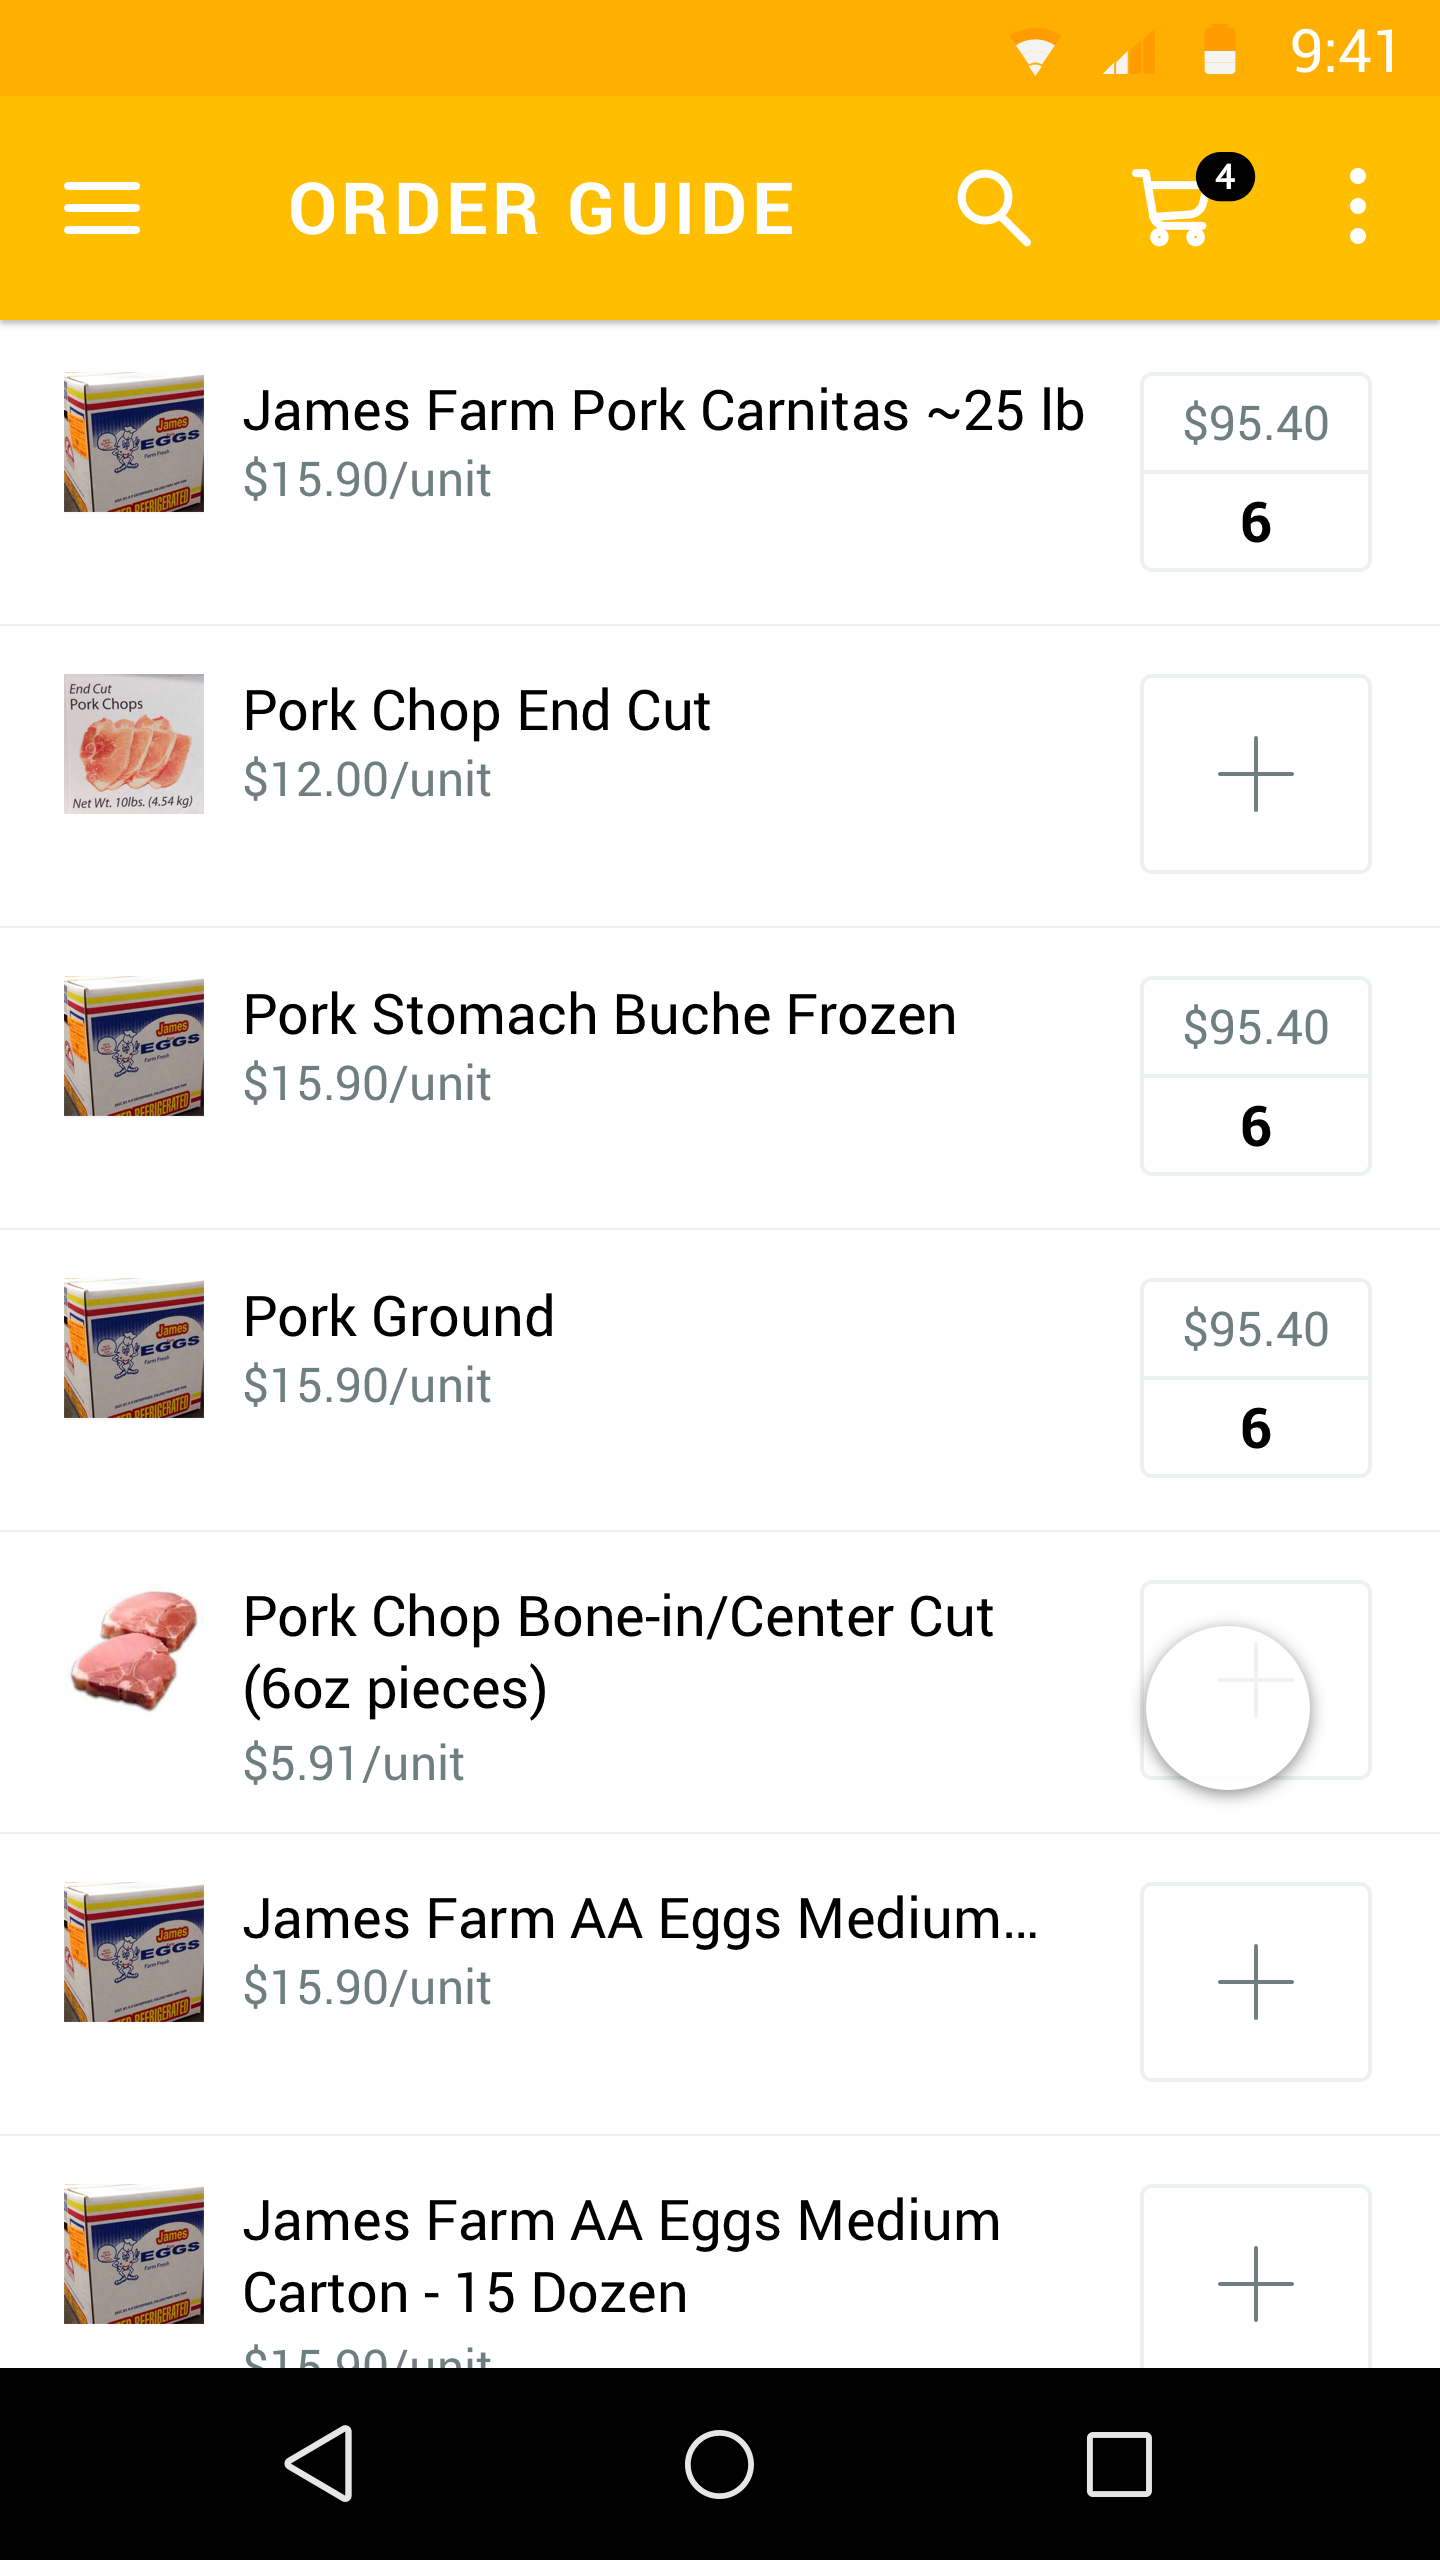 9:41
ORDER GUIDE
4
James
EGGS
Farm Fresh
REFRIGERATED
James Farm Pork Carnitas ~25 lb
$15.90/unit
$95.40
6
End Cut
Pork Chops
Net Wt. 10lbs. (4.54 kg)
Pork Chop End Cut
$12.00/unit
James
EGGS
Farm Fresh
REFRIGERATED
Pork Stomach Buche Frozen
$15.90/unit
$95.40
6
James
EGGS
Farm Fresh
REFRIGERATED
Pork Ground
$15.90/unit
$95.40
6
Pork Chop Bone-in/Center Cut
(6oz pieces)
$5.91/unit
James
EGGS
Farm Fresh
REFRIGERATED
James Farm AA Eggs Medium...
$15.90/unit
James
EGGS
Farm Fresh
REFRIGERATED
James Farm AA Eggs Medium
Carton - 15 Dozen
$15.90/unit